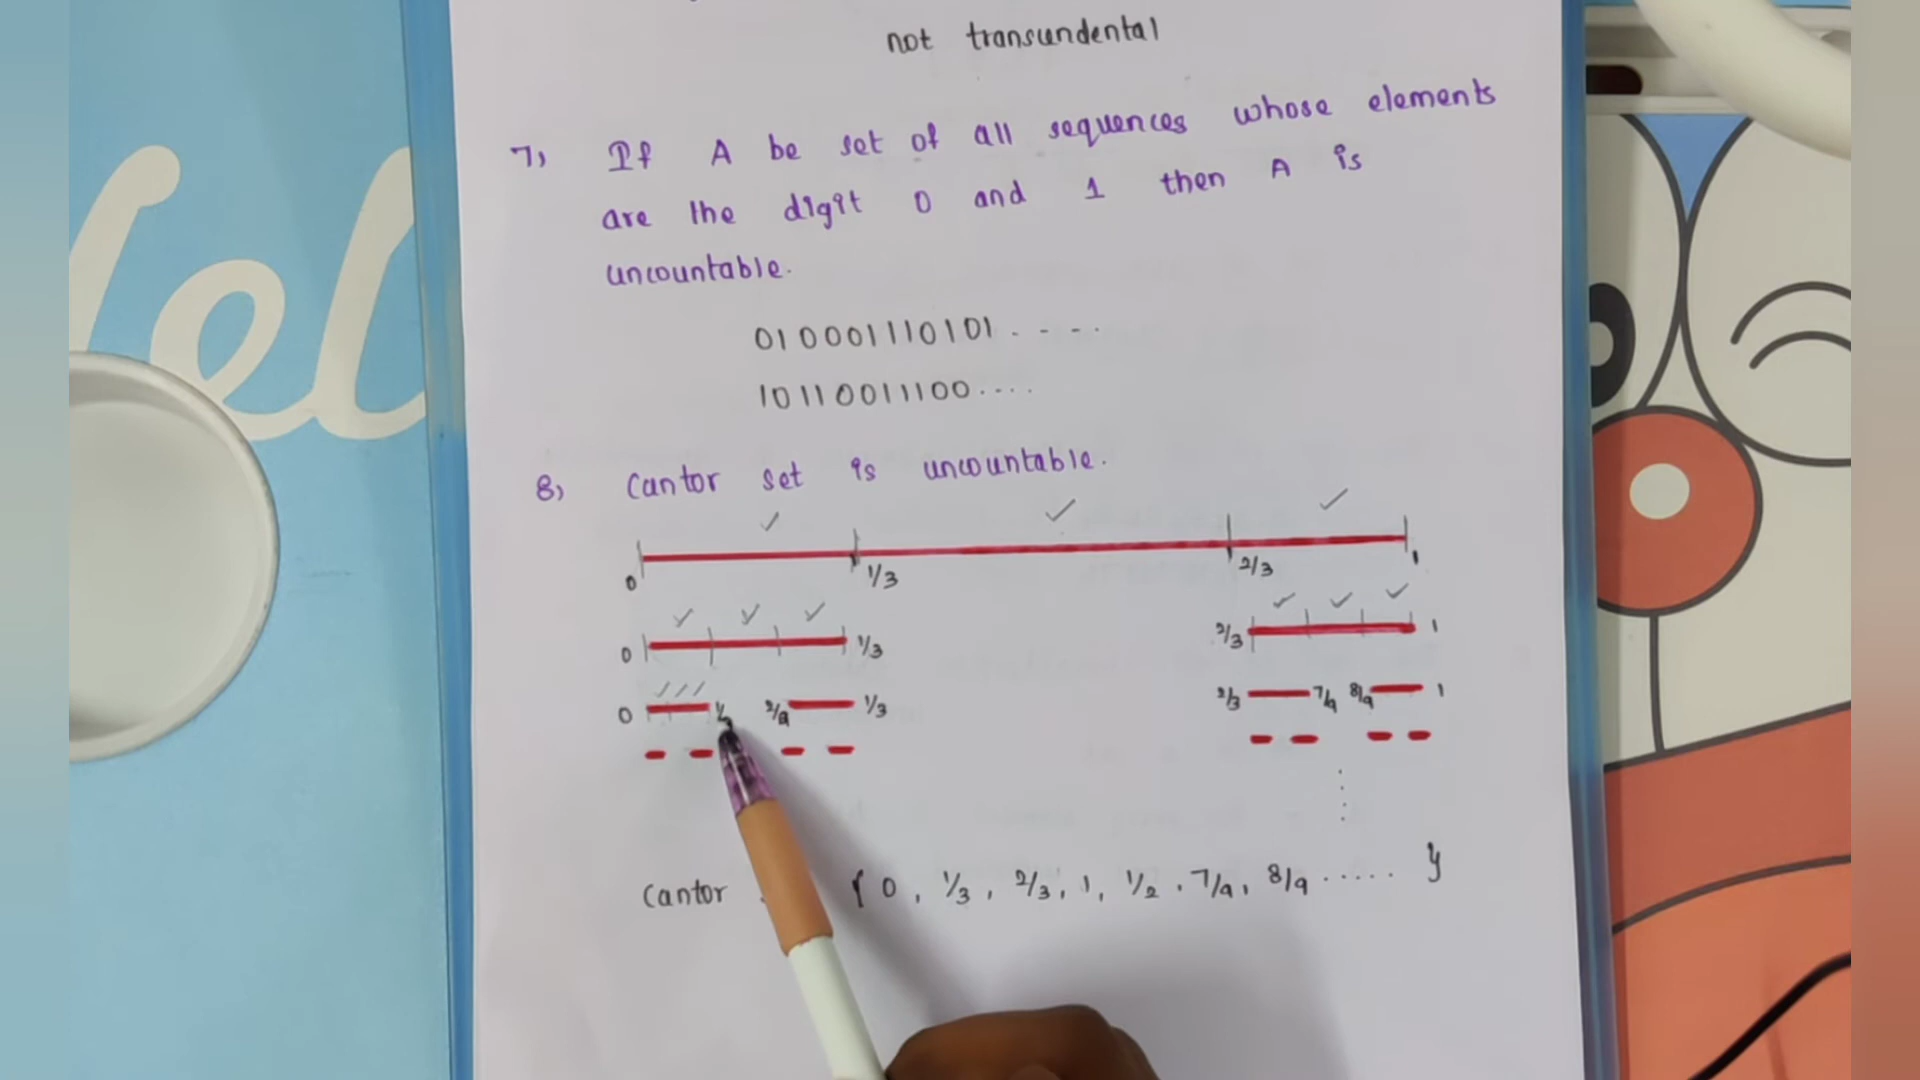 not transundental
7, If A be set of all sequences whose elements
are the digit 0 and 1 then A is
uncountable.
010001110101 . - - - .
10110011100 . . . .
8, Cantor set is uncountable.
0 1/3 2/3 1
0 1/3 2/3 1
0 2/9 1/3 2/3 7/9 8/9 1
Cantor { 0, 1/3, 2/3, 1, 1/2, 7/9, 8/9 ..... }